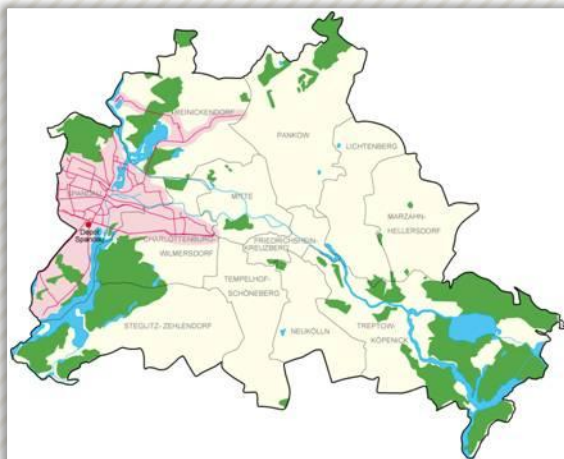 REINICKENDORF
PANKOW
LICHTENBERG
SPANDAU
MITTE
MARZAHN-
HELLERSDORF
Depot
Spandau
CHARLOTTENBURG-
WILMERSDORF
FRIEDRICHSHAIN-
KREUZBERG
TEMPELHOF-
SCHÖNEBERG
STEGLITZ-ZEHLENDORF
NEUKÖLLN
TREPTOW-
KÖPENICK